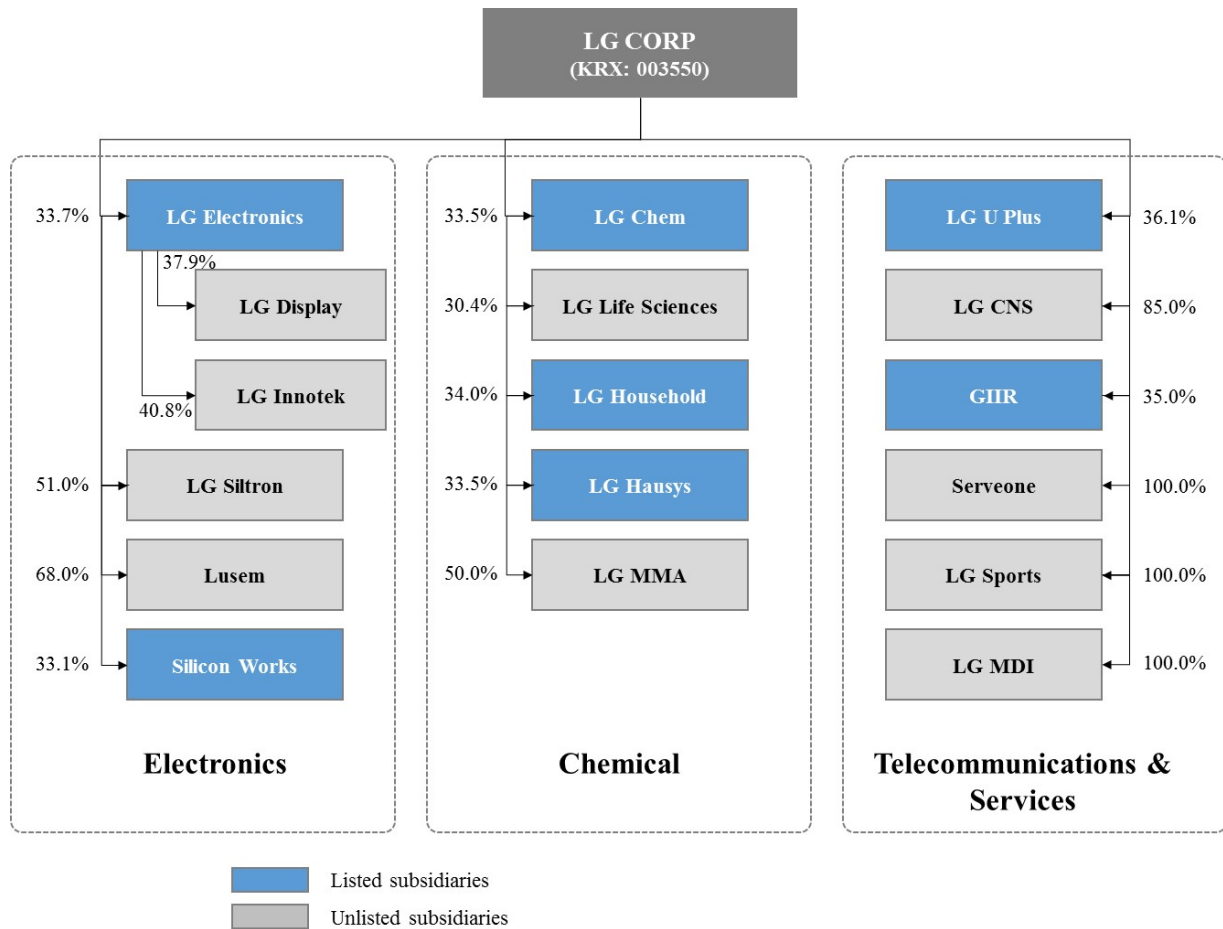 LG CORP
(KRX: 003550)
33.7%
LG Electronics
37.9%
LG Display
LG Innotek
40.8%
51.0%
LG Siltron
68.0%
Lusem
33.1%
Silicon Works
Electronics
33.5%
LG Chem
30.4%
LG Life Sciences
34.0%
LG Household
33.5%
LG Hausys
50.0%
LG MMA
Chemical
LG U Plus
36.1%
LG CNS
85.0%
GIIR
35.0%
Serveone
100.0%
LG Sports
100.0%
LG MDI
100.0%
Telecommunications &
Services
Listed subsidiaries
Unlisted subsidiaries